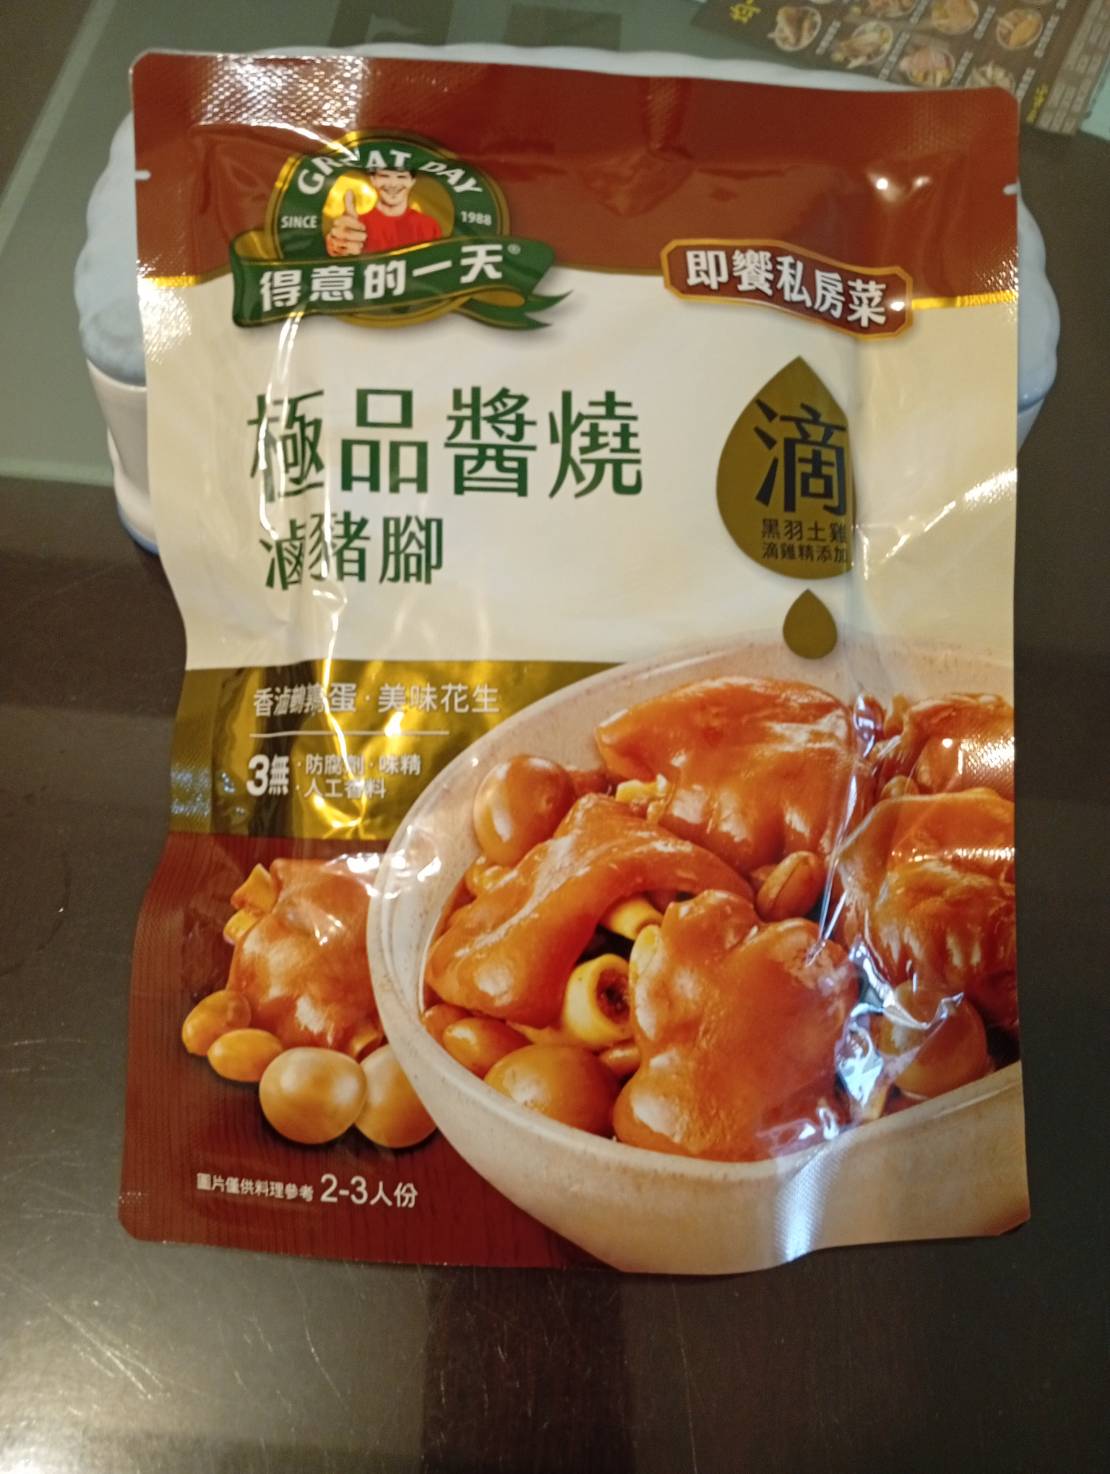 GREAT DAY
SINCE 1988
得意的一天®
即饗私房菜
極品醬燒
滷豬腳
滴
黑羽土雞
滴雞精添加
香滷鵪鶉蛋·美味花生
3無
·防腐劑·味精
·人工香料
圖片僅供料理參考 2-3人份